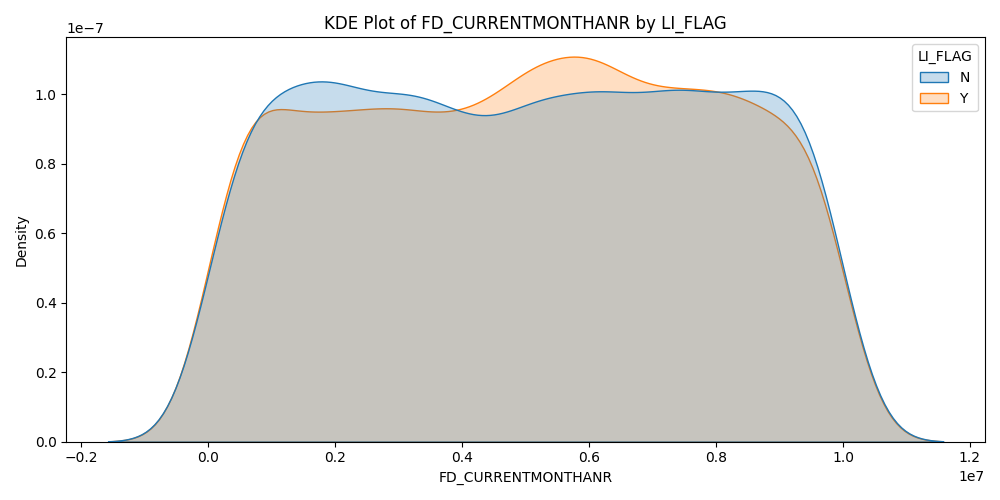 KDE Plot of FD_CURRENTMONTHANR by LI_FLAG
1e−7
LI_FLAG
N
Y
1.0
0.8
0.6
0.4
0.2
0.0
Density
−0.2 0.0 0.2 0.4 0.6 0.8 1.0 1.2
1e7
FD_CURRENTMONTHANR